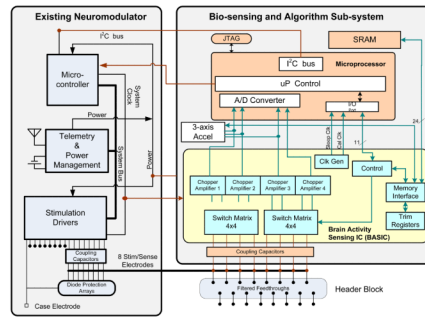 Existing Neuromodulator
I²C bus
Micro-
controller
System
Clock
Power
Telemetry
& Power
Management
System Bus
Power
Stimulation
Drivers
Coupling
Capacitors
8 Stim/Sense
Electrodes
Diode Protection
Arrays
Case Electrode
Bio-sensing and Algorithm Sub-system
JTAG
SRAM
I²C bus
Microprocessor
uP Control
A/D Converter
I/O
3-axis
Accel
Cal Clk
11
24
Clk Gen
Control
Chopper
Amplifier 1
Chopper
Amplifier 2
Chopper
Amplifier 3
Chopper
Amplifier 4
Memory
Interface
Switch Matrix
4x4
Switch Matrix
4x4
Trim
Registers
Brain Activity
Sensing IC (BASIC)
Coupling Capacitors
Filtered Feedthroughs
Header Block